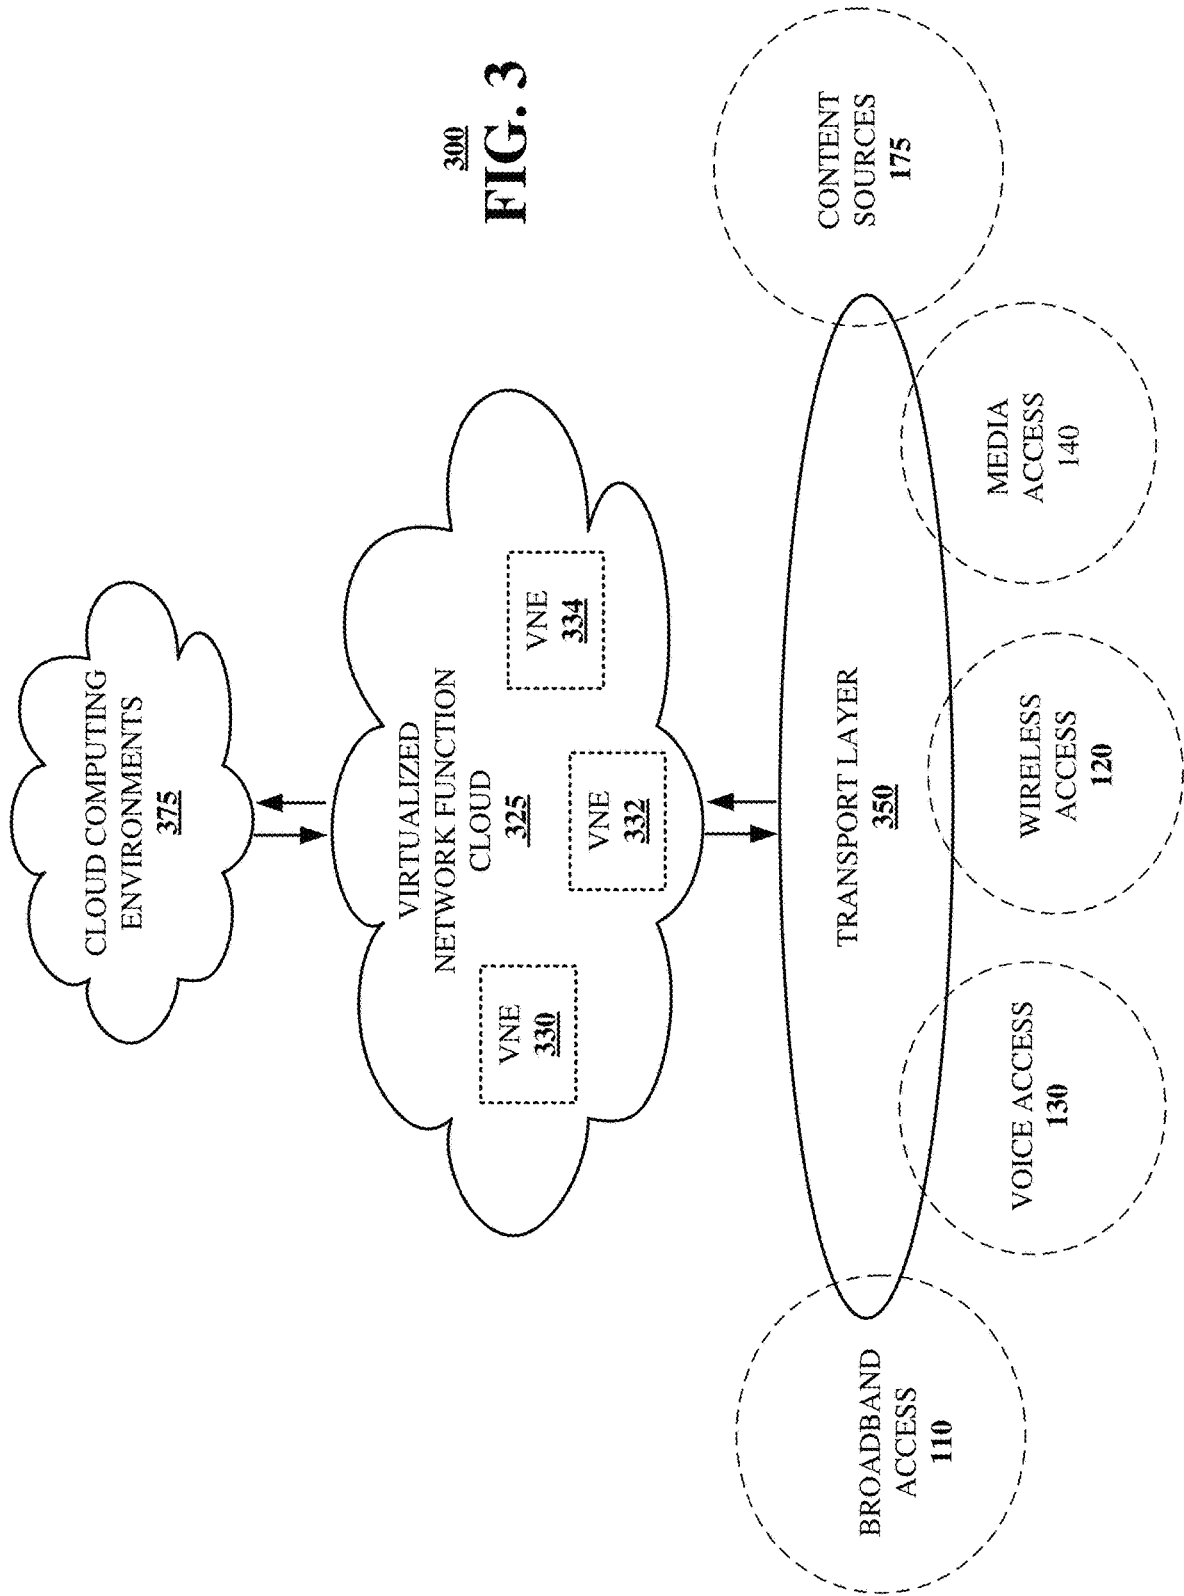 CLOUD COMPUTING
ENVIRONMENTS
375
VIRTUALIZED
NETWORK FUNCTION
CLOUD
325
VNE
330
VNE
332
VNE
334
300
FIG. 3
TRANSPORT LAYER
350
BROADBAND
ACCESS
110
VOICE ACCESS
130
WIRELESS
ACCESS
120
MEDIA
ACCESS
140
CONTENT
SOURCES
175